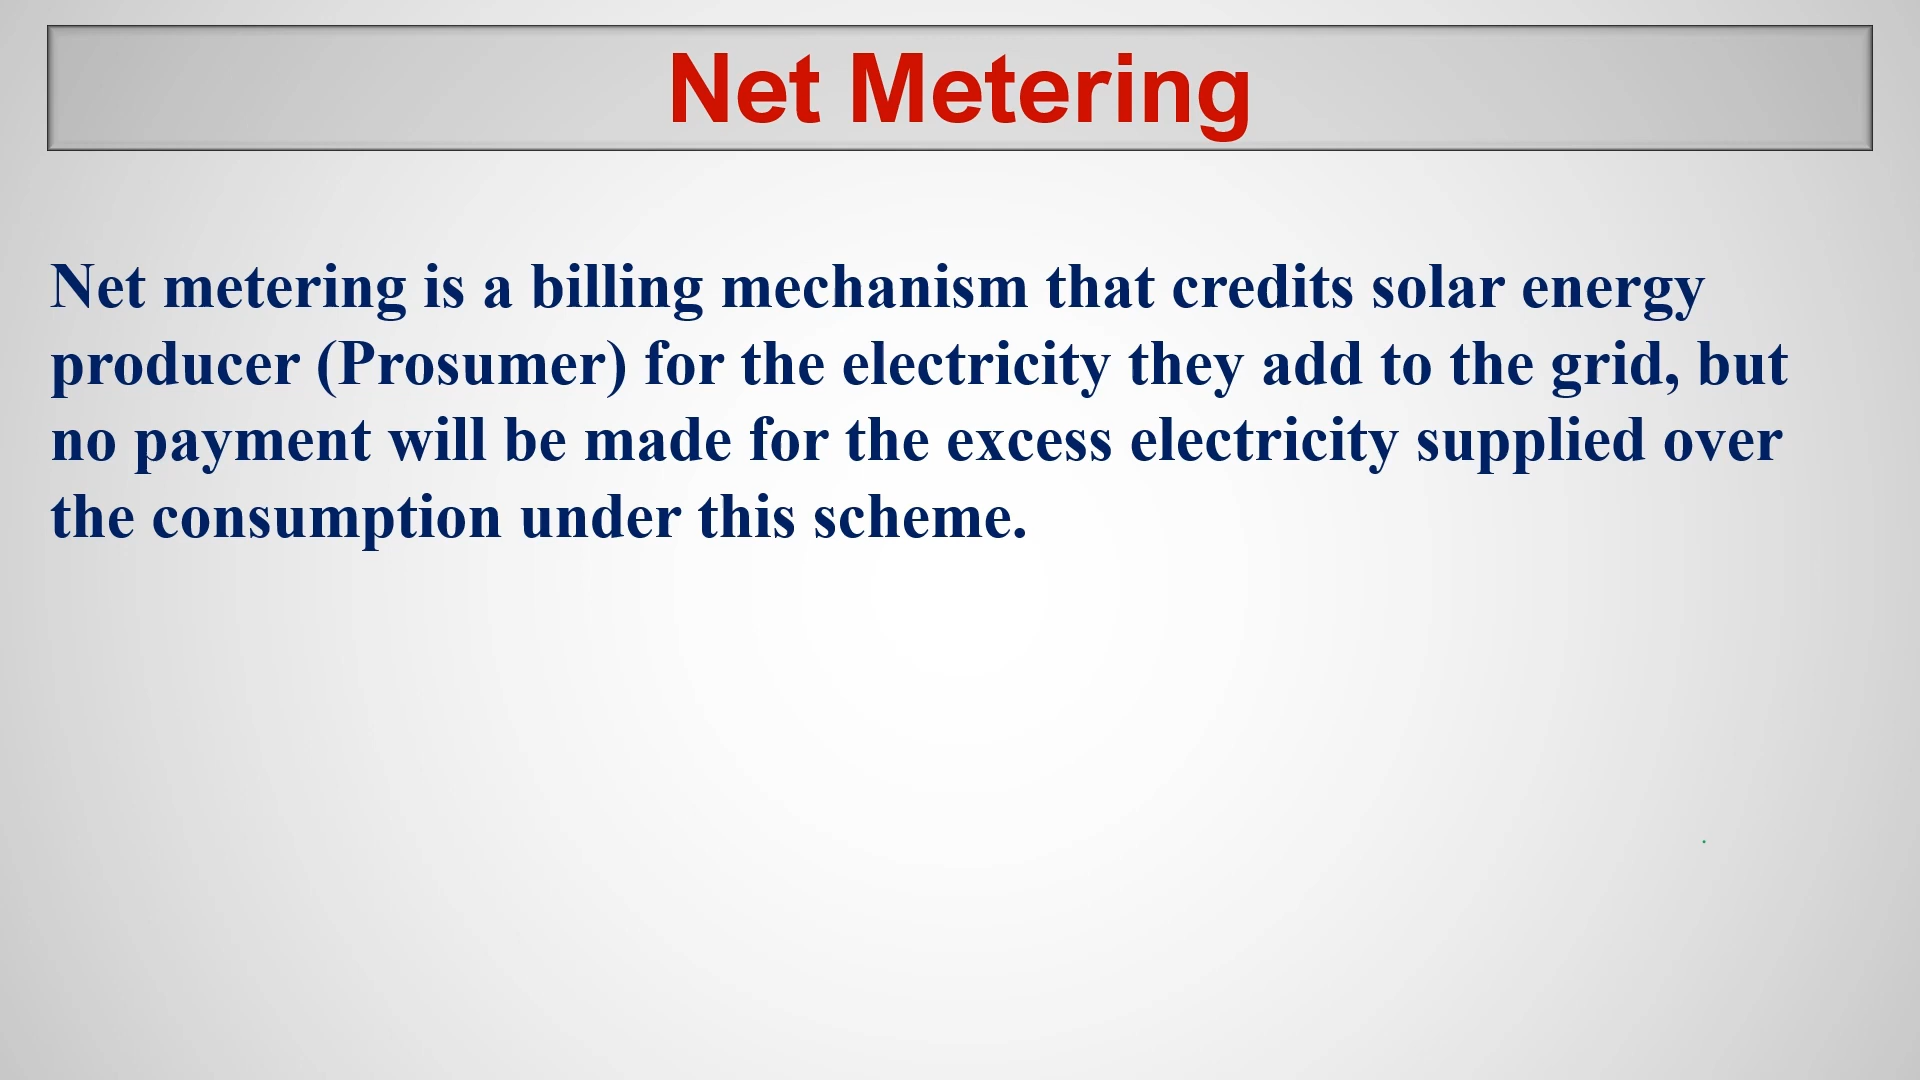 Net Metering
Net metering is a billing mechanism that credits solar energy
producer (Prosumer) for the electricity they add to the grid, but
no payment will be made for the excess electricity supplied over
the consumption under this scheme.